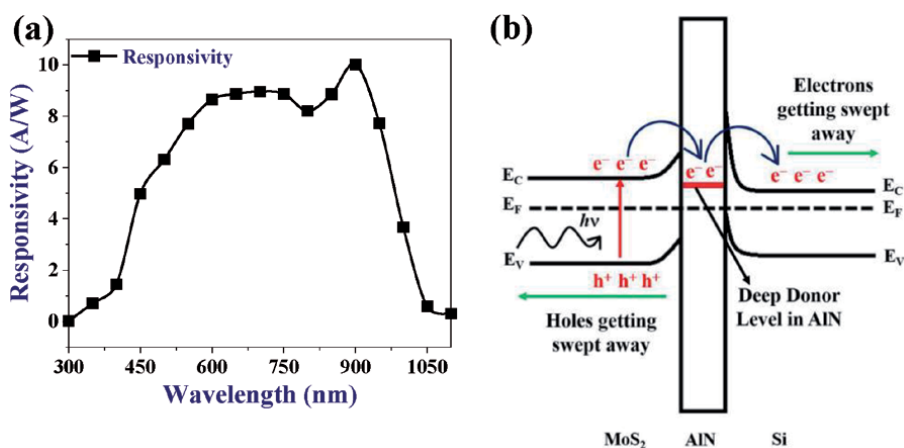 (a)
Responsivity
Responsivity (A/W)
10
8
6
4
2
0
300 450 600 750 900 1050
Wavelength (nm)
(b)
Electrons
getting swept
away
e⁻ e⁻ e⁻
e⁻ e⁻
e⁻ e⁻ e⁻
E_C
E_C
E_F
E_F
hν
E_V
E_V
h⁺ h⁺ h⁺
Deep Donor
Level in AlN
Holes getting
swept away
MoS₂ AlN Si